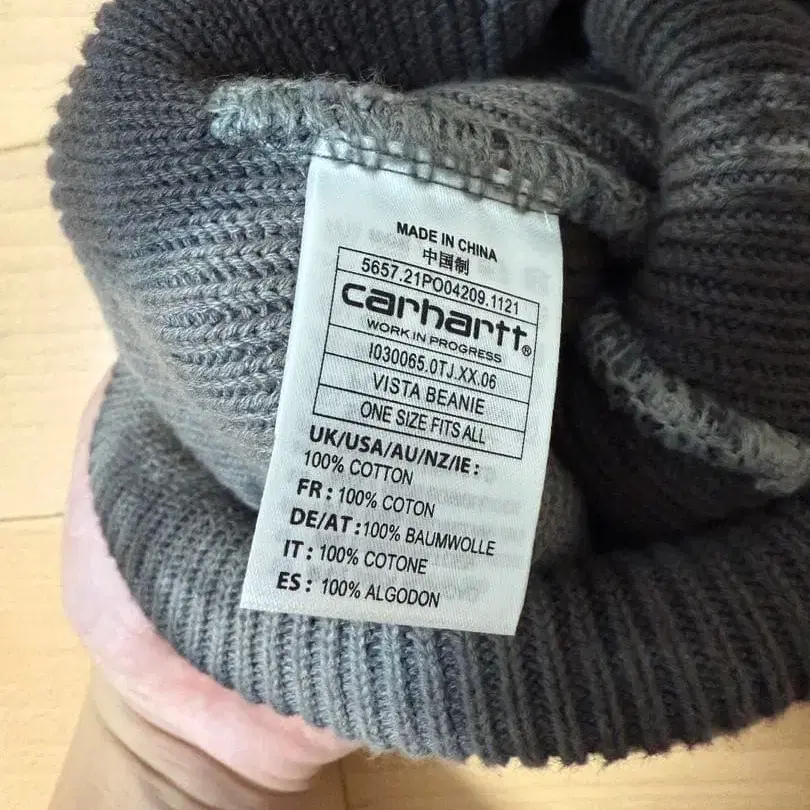 MADE IN CHINA
中国制
5657.21PO04209.1121
carhartt®
WORK IN PROGRESS
I030065.0TJ.XX.06
VISTA BEANIE
ONE SIZE FITS ALL
UK/USA/AU/NZ/IE:
100% COTTON
FR: 100% COTON
DE/AT:100% BAUMWOLLE
IT: 100% COTONE
ES: 100% ALGODON